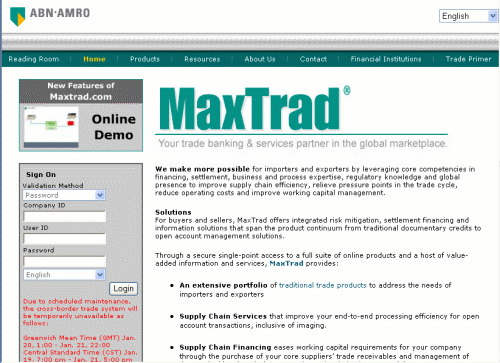 ABN·AMRO
English
Reading Room Home Products Resources About Us Contact Financial Institutions Trade Primer
New Features of
Maxtrad.com
Online
Demo
MaxTrad®
Your trade banking & services partner in the global marketplace.
Sign On
Validation Method
Password
Company ID
User ID
Password
English
Login
Due to scheduled maintenance,
the cross-border trade system will
be temporarily unavailable as
follows:
Greenwich Mean Time (GMT) Jan.
20, 1:00 - Jan. 21, 22:00
Central Standard Time (CST) Jan.
19, 7:00 pm - Jan. 21, 5:00 pm
We make more possible for importers and exporters by leveraging core competencies in
financing, settlement, business and process expertise, regulatory knowledge and global
presence to improve supply chain efficiency, relieve pressure points in the trade cycle,
reduce operating costs and improve working capital management.
Solutions
For buyers and sellers, MaxTrad offers integrated risk mitigation, settlement financing and
information solutions that span the product continuum from traditional documentary credits to
open account management solutions.
Through a secure single-point access to a full suite of online products and a host of value-
added information and services, MaxTrad provides:
• An extensive portfolio of traditional trade products to address the needs of
importers and exporters
• Supply Chain Services that improve your end-to-end processing efficiency for open
account transactions, inclusive of imaging.
• Supply Chain Financing eases working capital requirements for your company
through the purchase of your core suppliers' trade receivables and management of